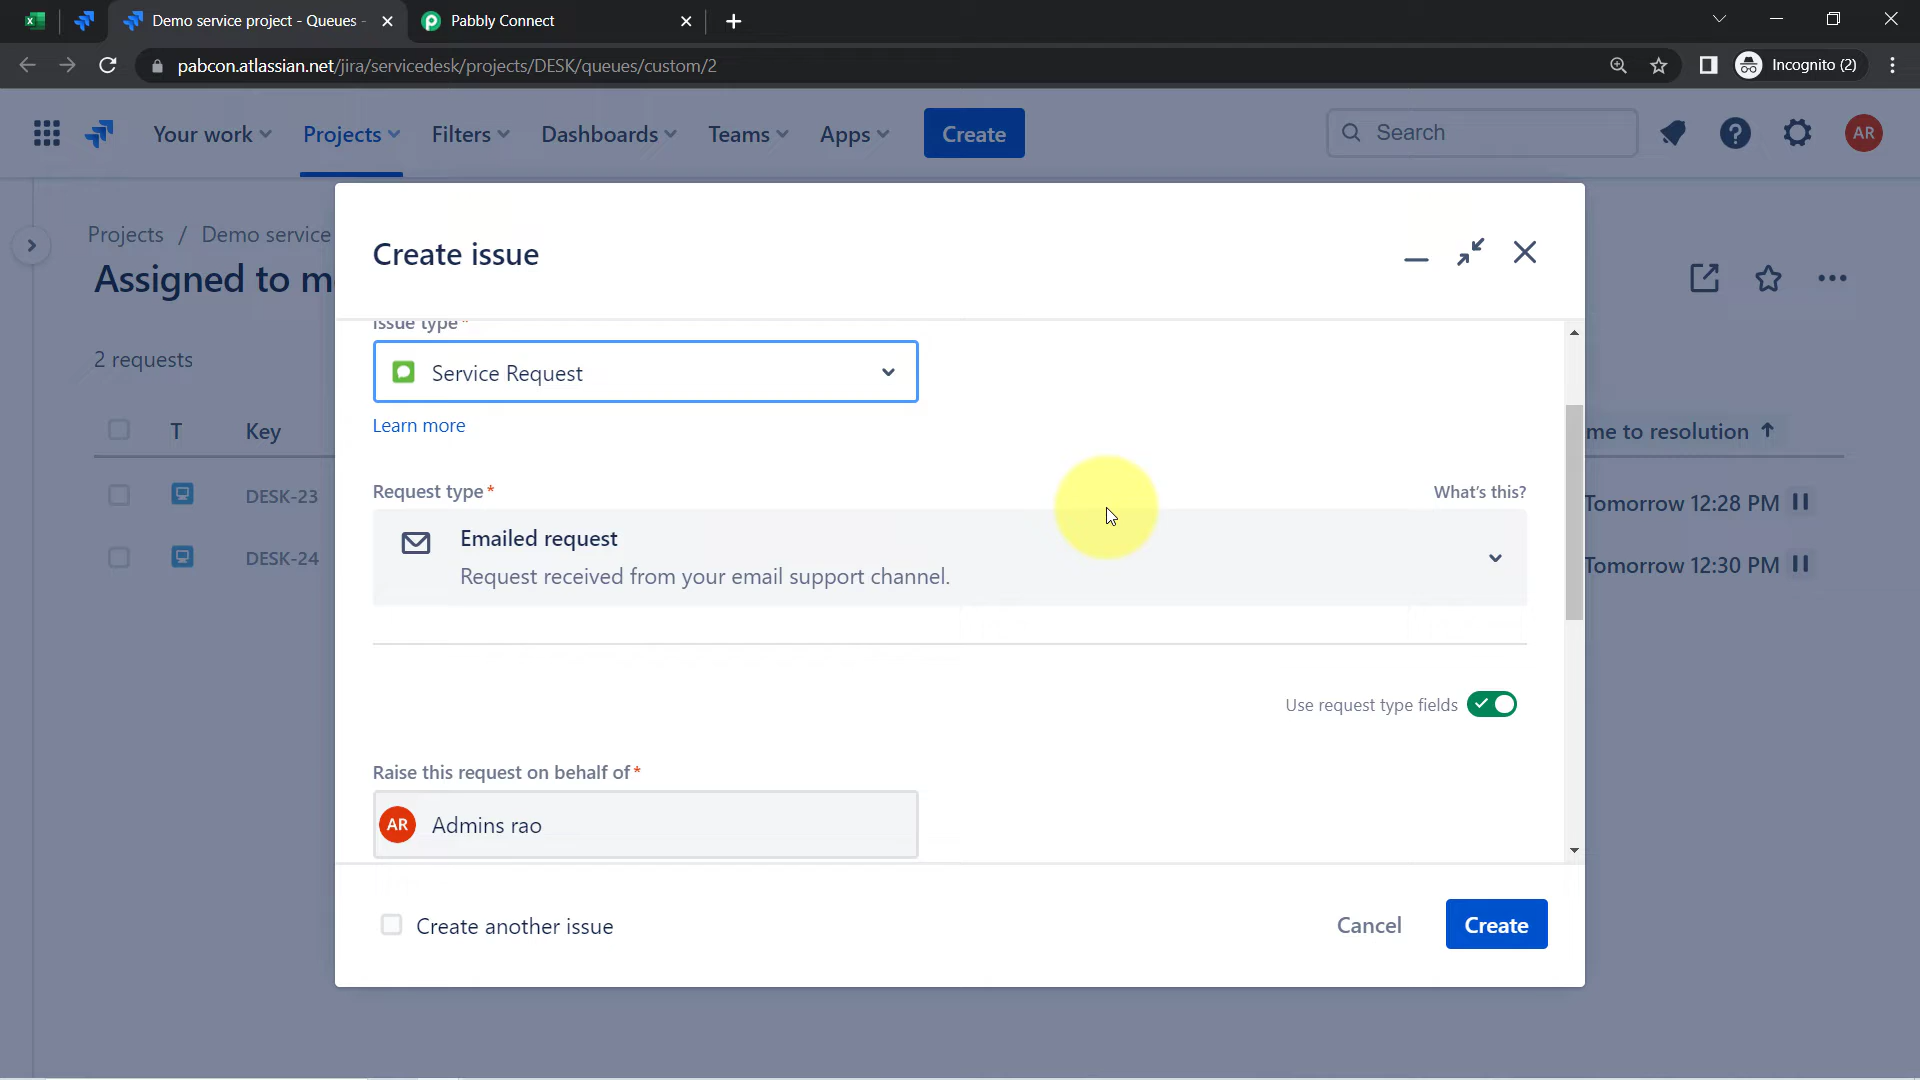 Demo service project - Queues -
Pabbly Connect
pabcon.atlassian.net/jira/servicedesk/projects/DESK/queues/custom/2
Incognito (2)
Your work
Projects
Filters
Dashboards
Teams
Apps
Create
Search
AR
Projects / Demo service
Assigned to m
2 requests
T
Key
me to resolution
DESK-23
Tomorrow 12:28 PM
DESK-24
Tomorrow 12:30 PM
Create issue
Issue type*
Service Request
Learn more
Request type*
What's this?
Emailed request
Request received from your email support channel.
Use request type fields
Raise this request on behalf of*
AR Admins rao
Create another issue
Cancel
Create